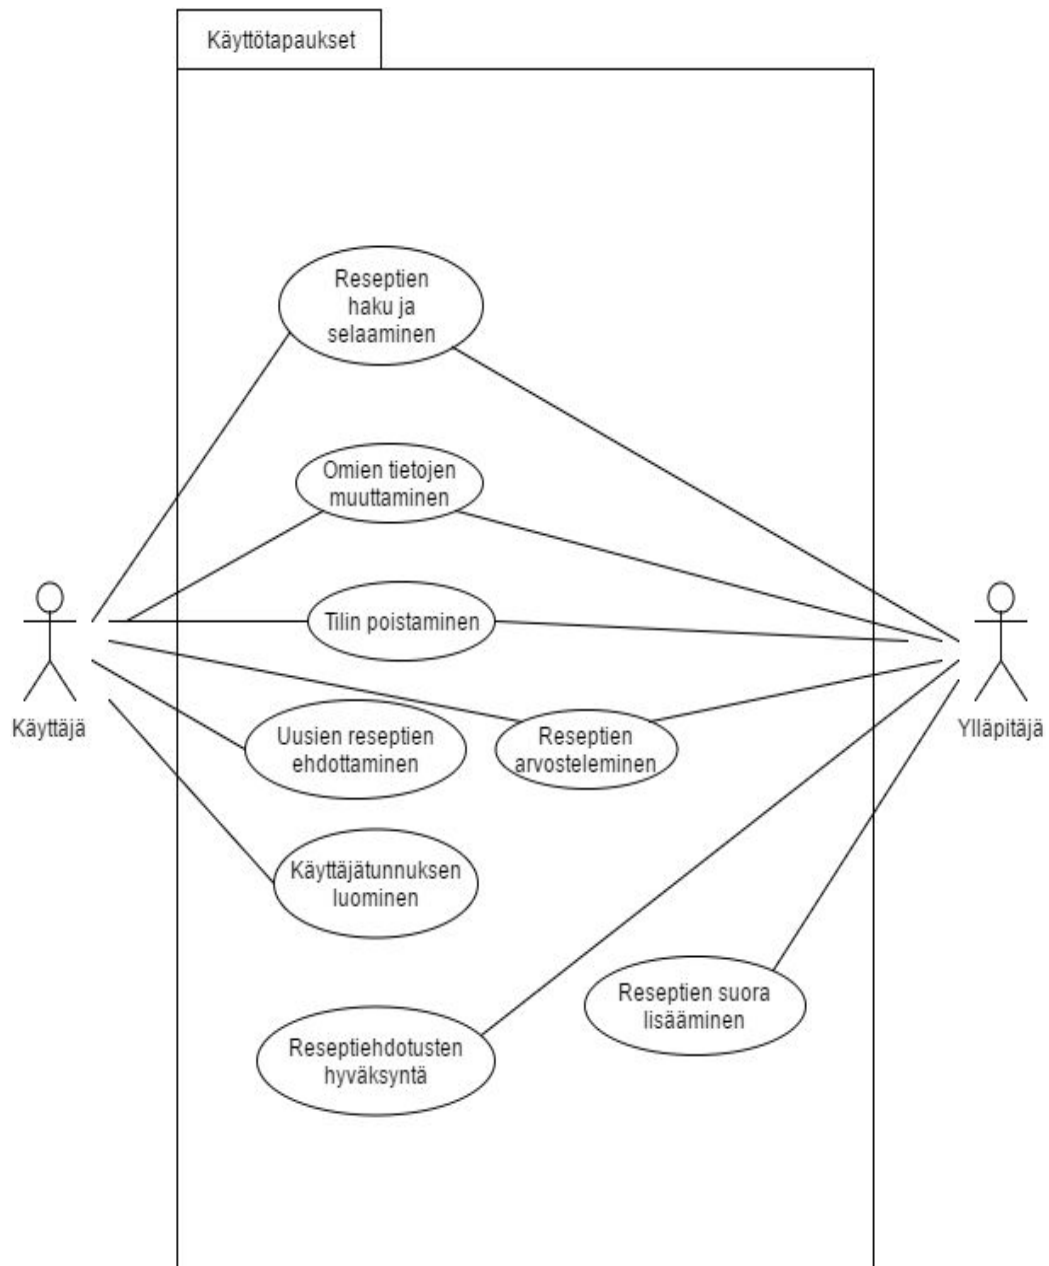 Käyttötapaukset
Reseptien
haku ja
selaaminen
Omien tietojen
muuttaminen
Tilin poistaminen
Käyttäjä
Ylläpitäjä
Uusien reseptien
ehdottaminen
Reseptien
arvosteleminen
Käyttäjätunnuksen
luominen
Reseptien suora
lisääminen
Reseptiehdotusten
hyväksyntä